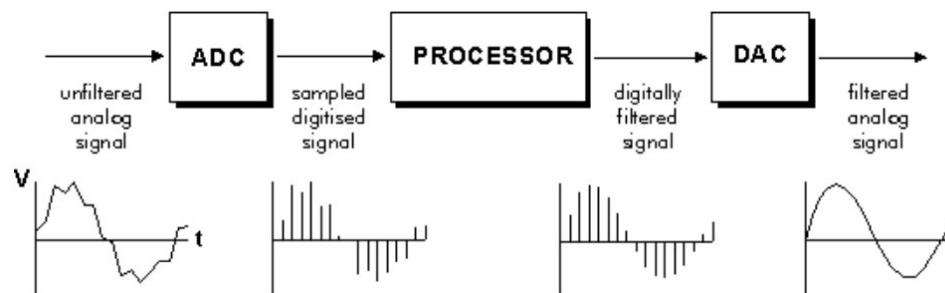 ADC
PROCESSOR
DAC
unfiltered
analog
signal
sampled
digitised
signal
digitally
filtered
signal
filtered
analog
signal
V
t